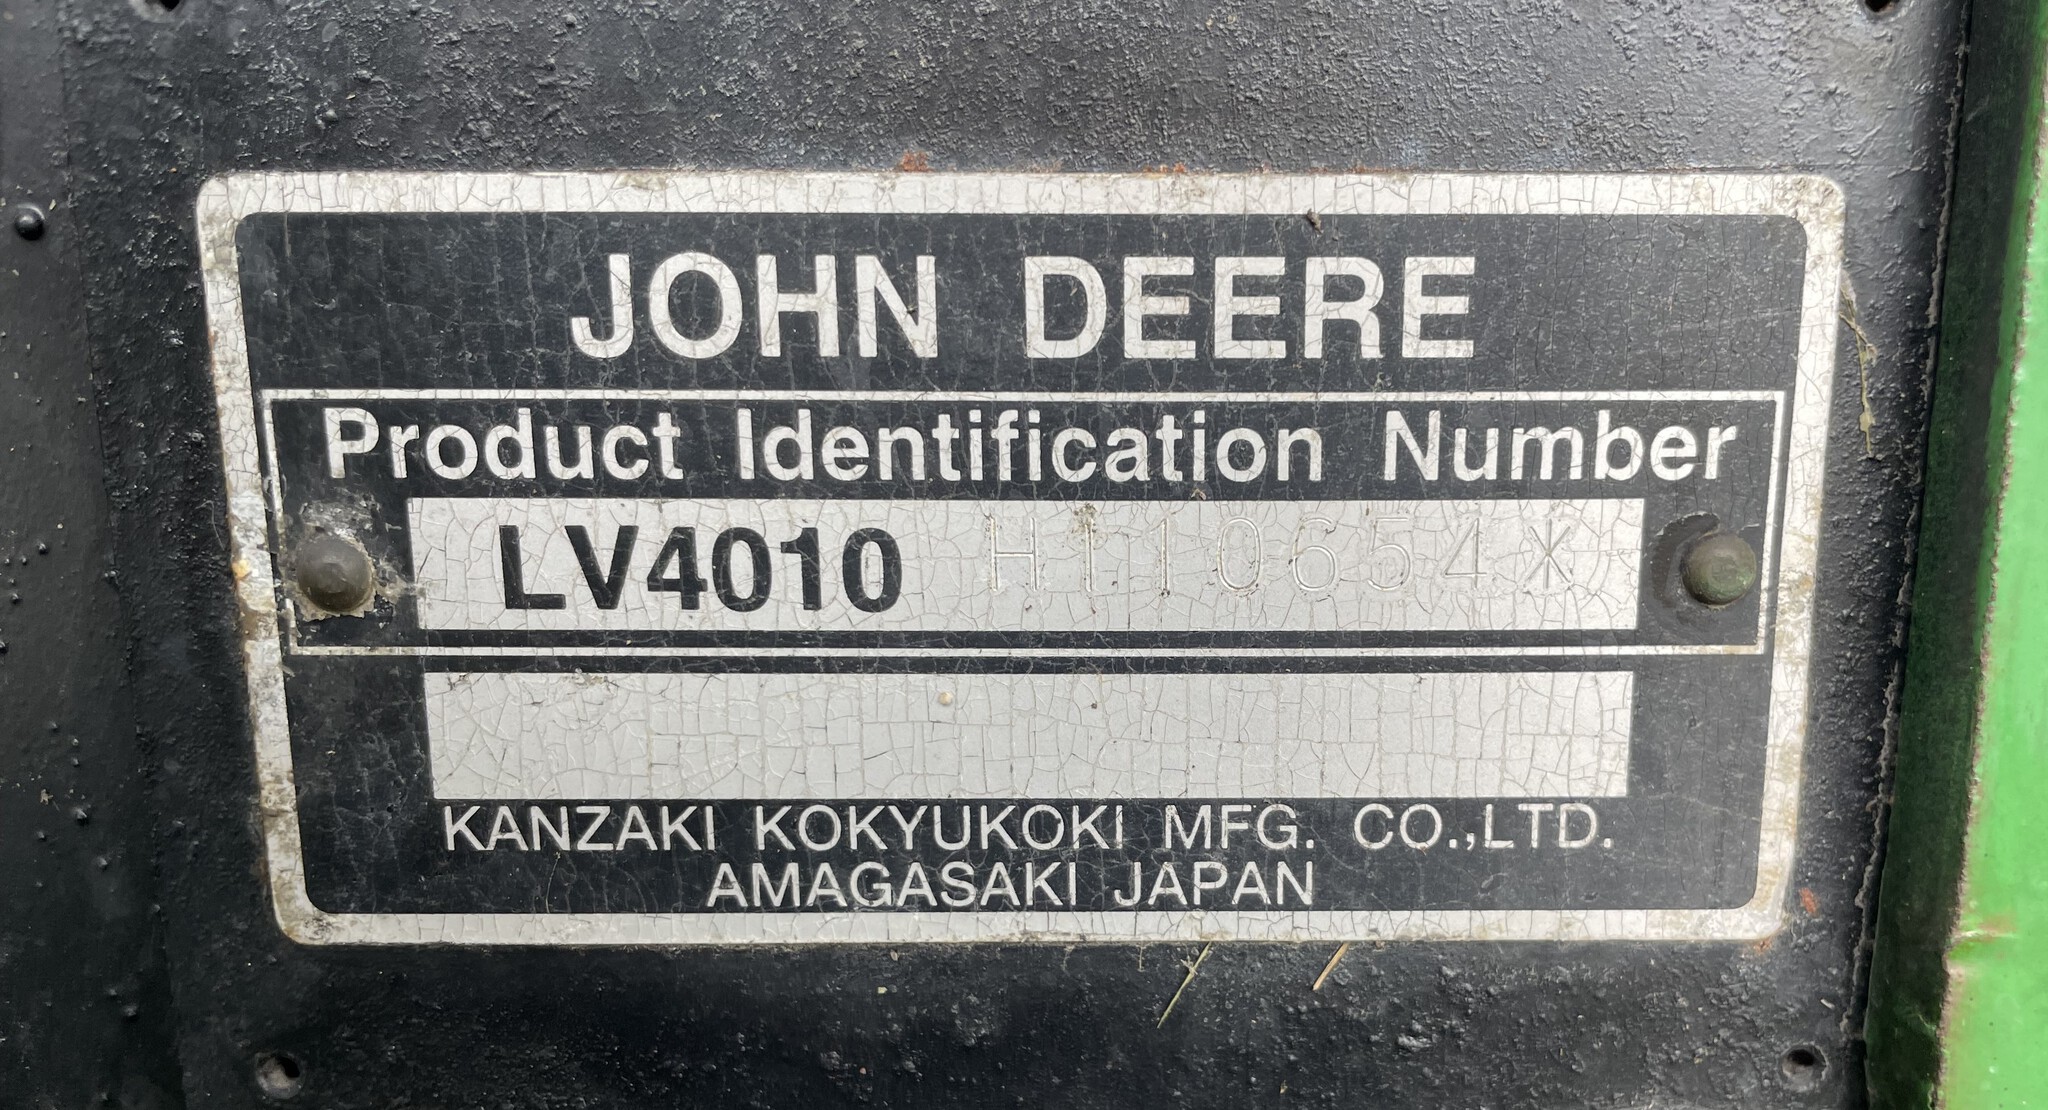 JOHN DEERE
Product Identification Number
LV4010 H110654X
KANZAKI KOKYUKOKI MFG. CO.,LTD.
AMAGASAKI JAPAN